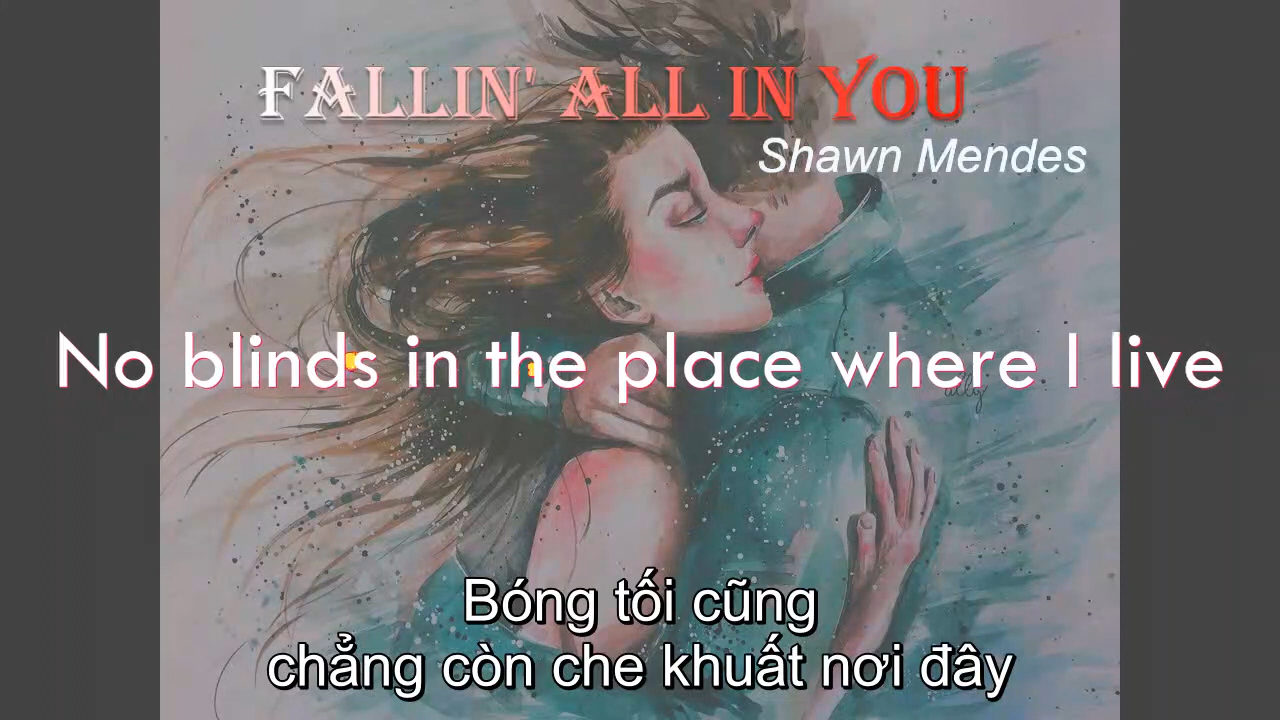 FALLIN' ALL IN YOU
Shawn Mendes
No blinds in the place where I live
Bóng tối cũng
chẳng còn che khuất nơi đây